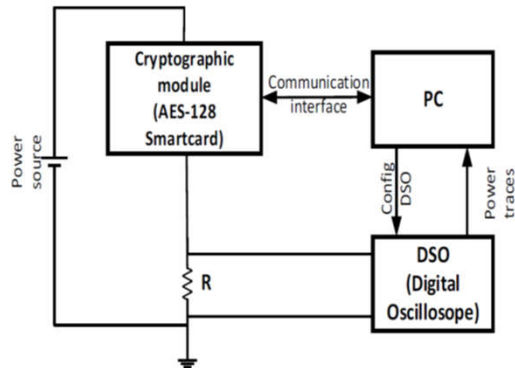 Cryptographic
module
(AES-128
Smartcard)
Communication
interface
PC
Power
source
Config
DSO
Power
traces
R
DSO
(Digital
Oscillosope)